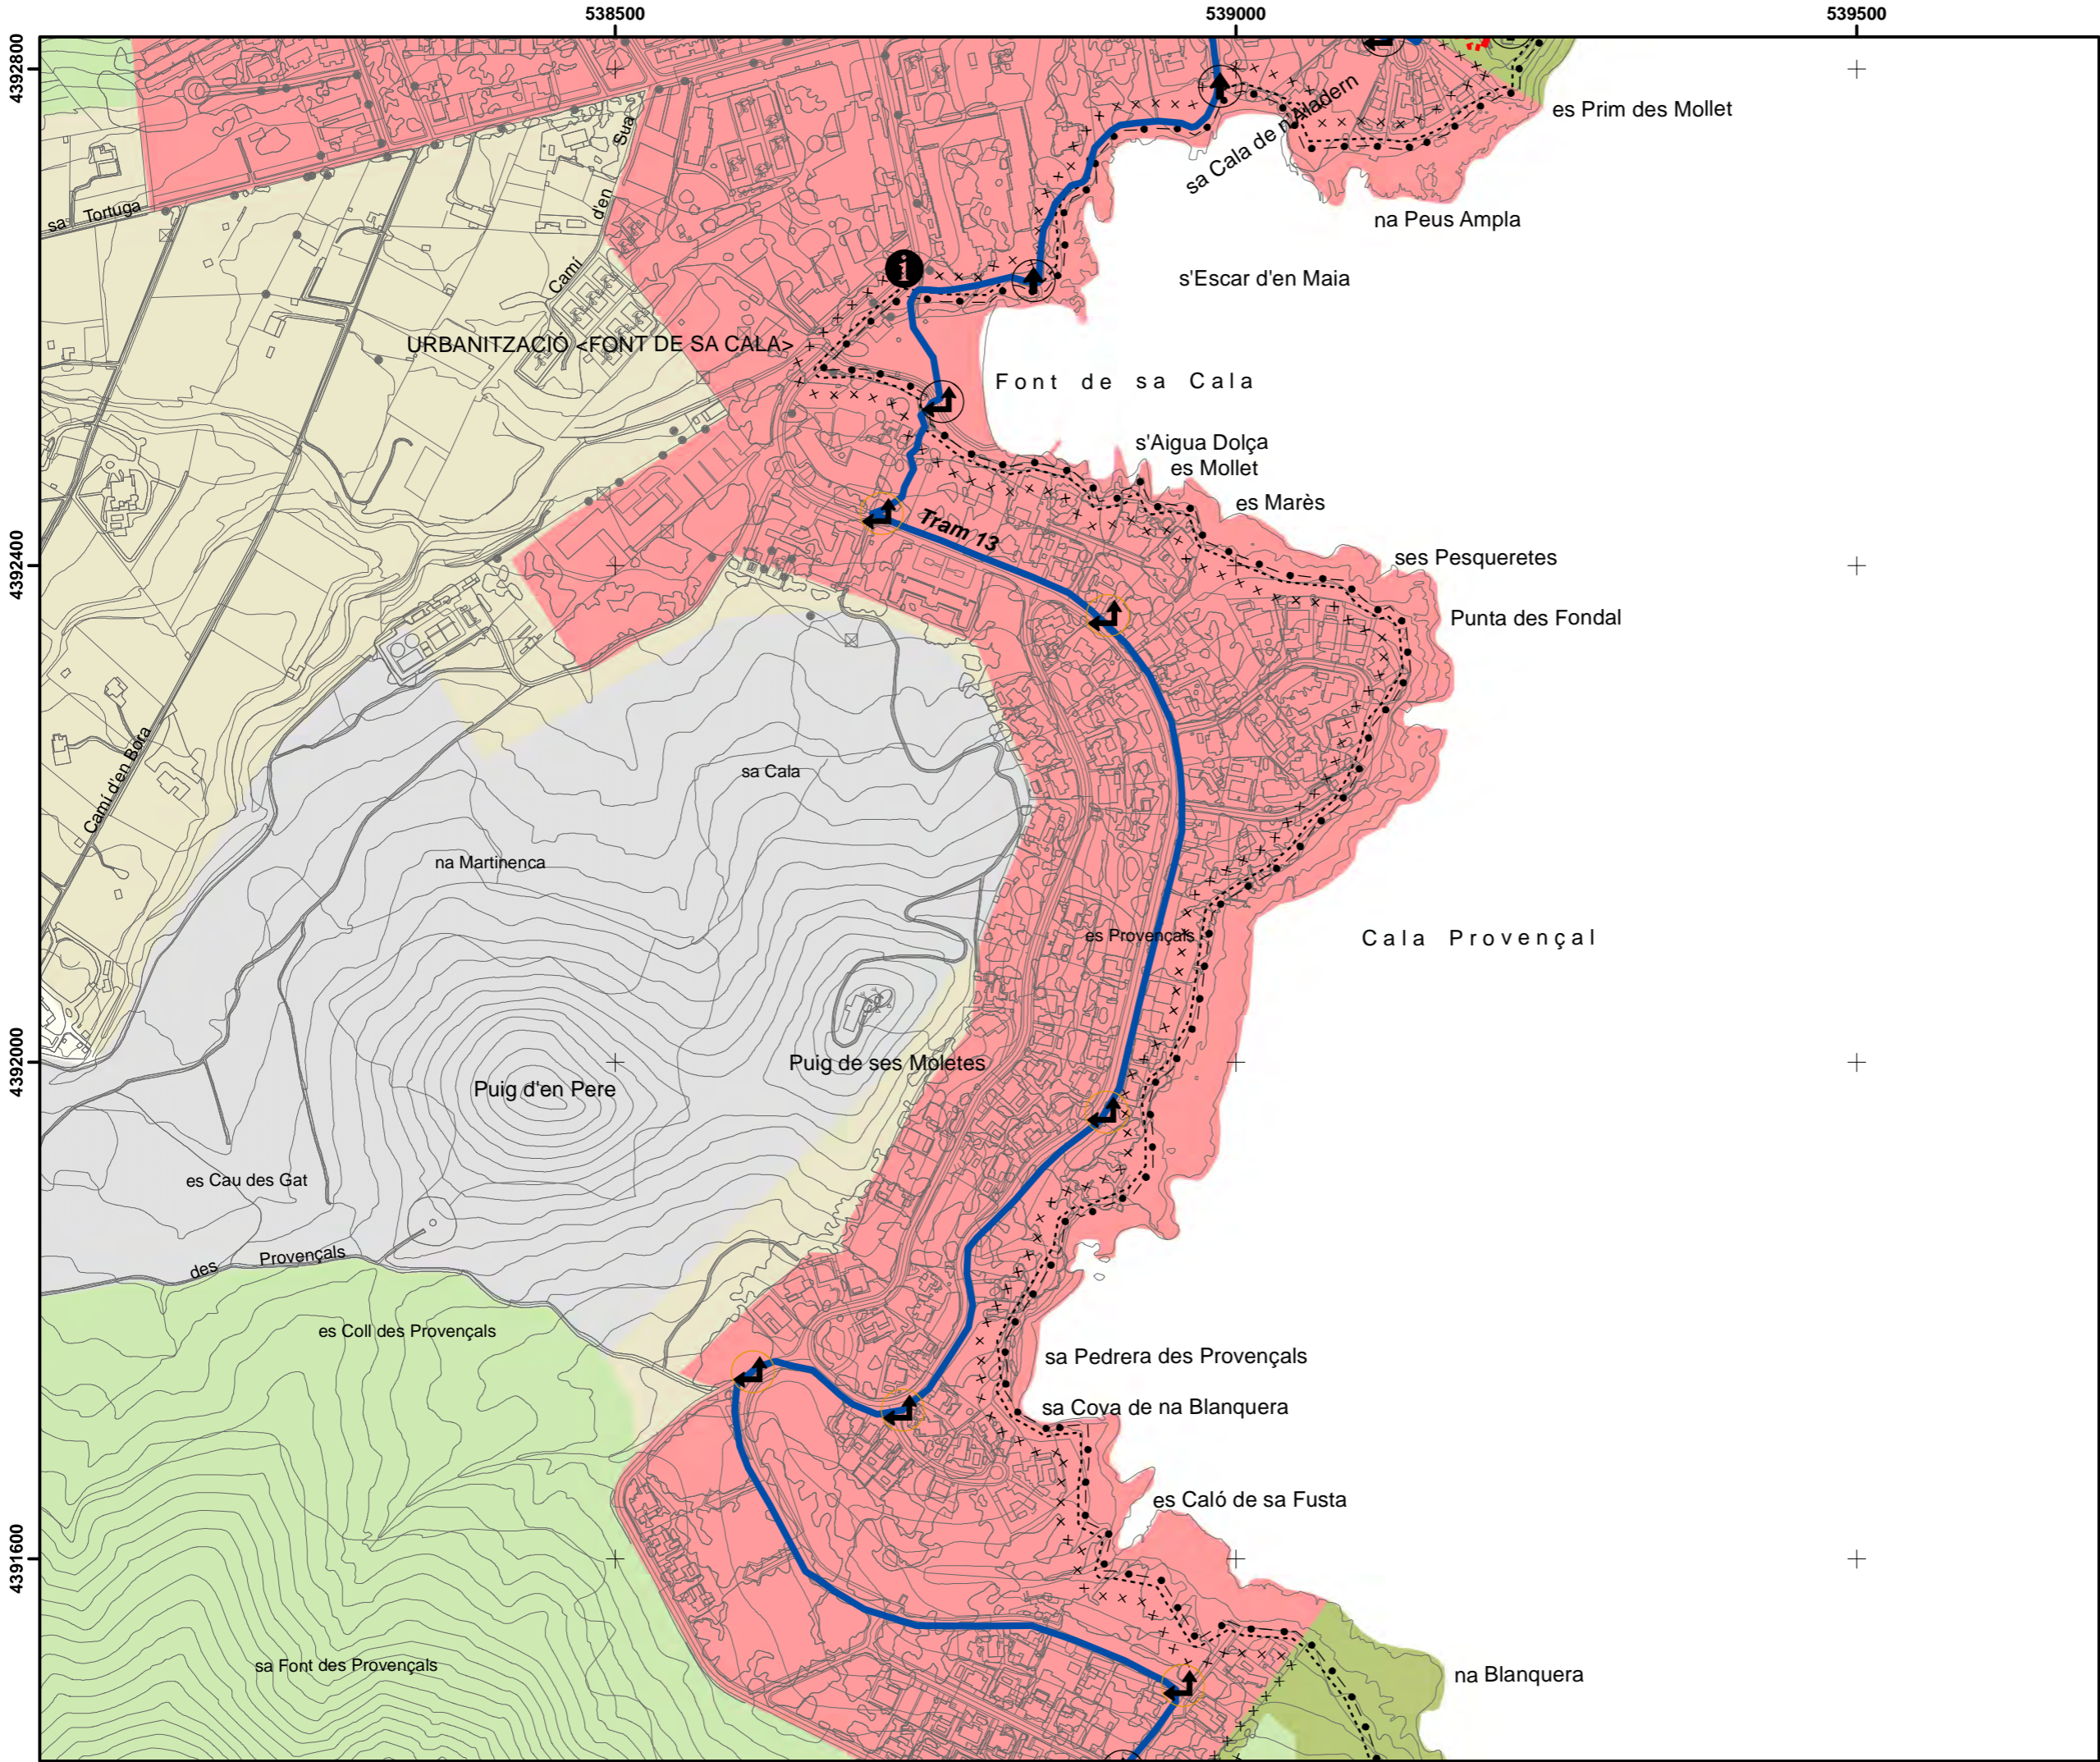 538500
539000
539500
4392800
4392400
4392000
4391600
es Prim des Mollet
sa Cala de n'Aladern
na Peus Ampla
Sua
d'en
Camí
sa Tortuga
s'Escar d'en Maia
URBANITZACIÓ <FONT DE SA CALA>
Font de sa Cala
s'Aigua Dolça
es Mollet
es Marès
Tram 13
ses Pesqueretes
Punta des Fondal
Camí d'en Bora
sa Cala
na Martinenca
es Provençals
Cala Provençal
Puig de ses Moletes
Puig d'en Pere
es Cau des Gat
des Provençals
es Coll des Provençals
sa Pedrera des Provençals
sa Cova de na Blanquera
es Caló de sa Fusta
sa Font des Provençals
na Blanquera
i